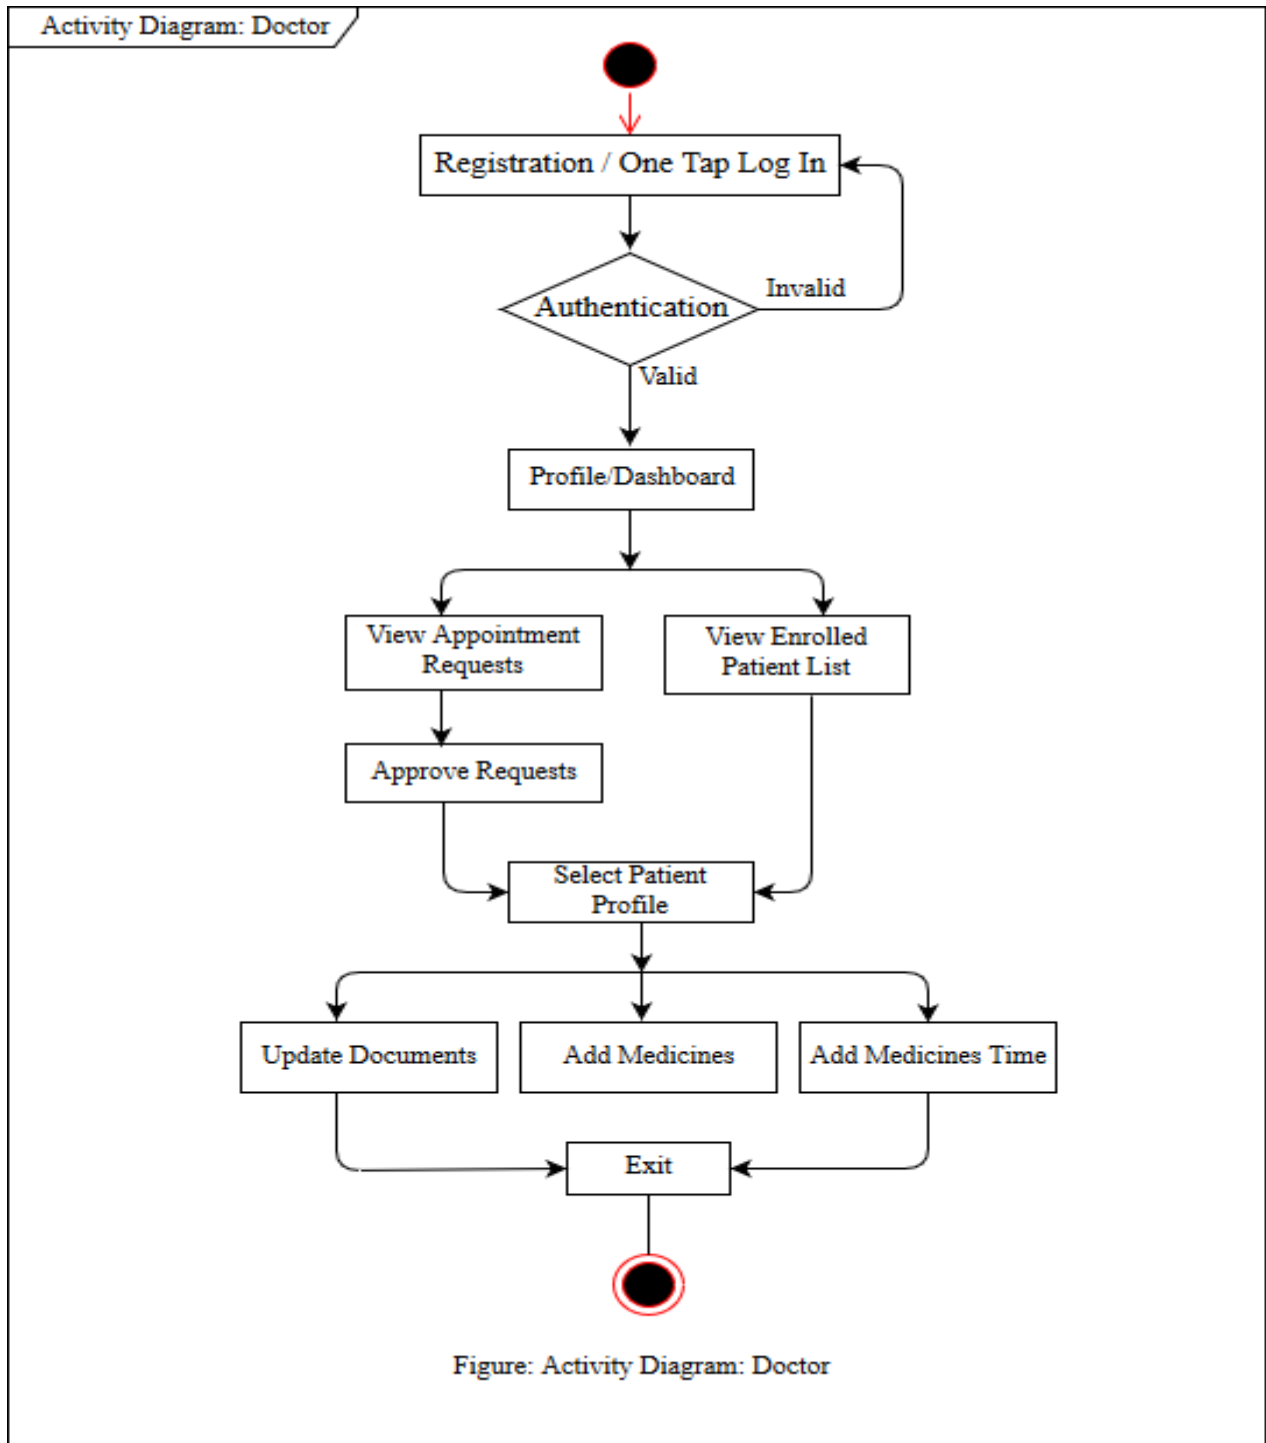 Activity Diagram: Doctor
Registration / One Tap Log In
Authentication
Invalid
Valid
Profile/Dashboard
View Appointment
Requests
View Enrolled
Patient List
Approve Requests
Select Patient
Profile
Update Documents
Add Medicines
Add Medicines Time
Exit
Figure: Activity Diagram: Doctor